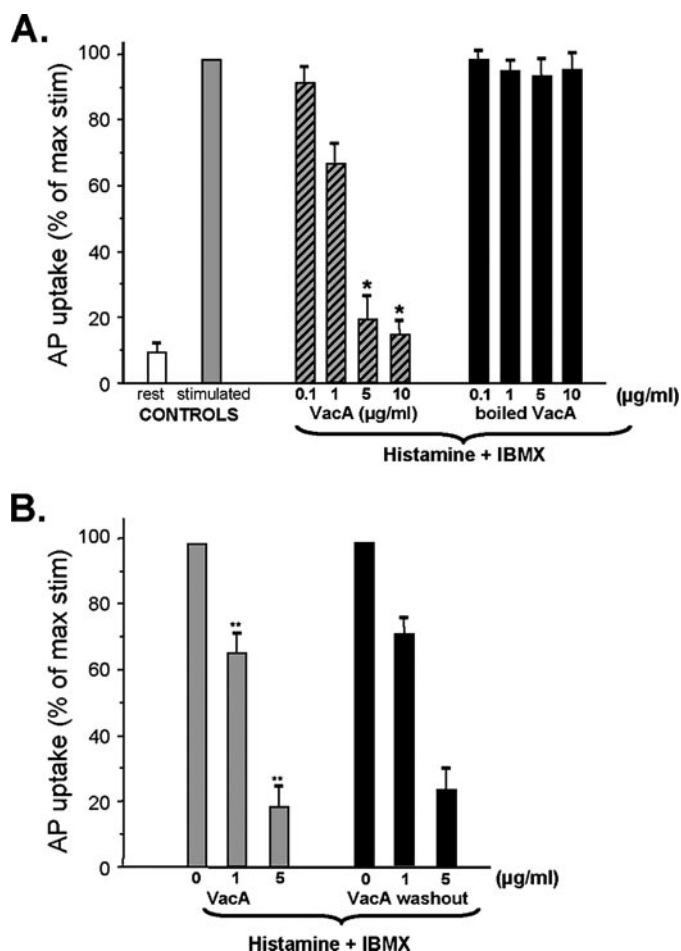 A.
AP uptake (% of max stim)
100
80
60
40
20
0
* *
rest stimulated
CONTROLS
0.1 1 5 10
VacA (µg/ml)
0.1 1 5 10 (µg/ml)
boiled VacA
Histamine + IBMX
B.
AP uptake (% of max stim)
100
80
60
40
20
0
**
**
0 1 5
VacA
0 1 5 (µg/ml)
VacA washout
Histamine + IBMX